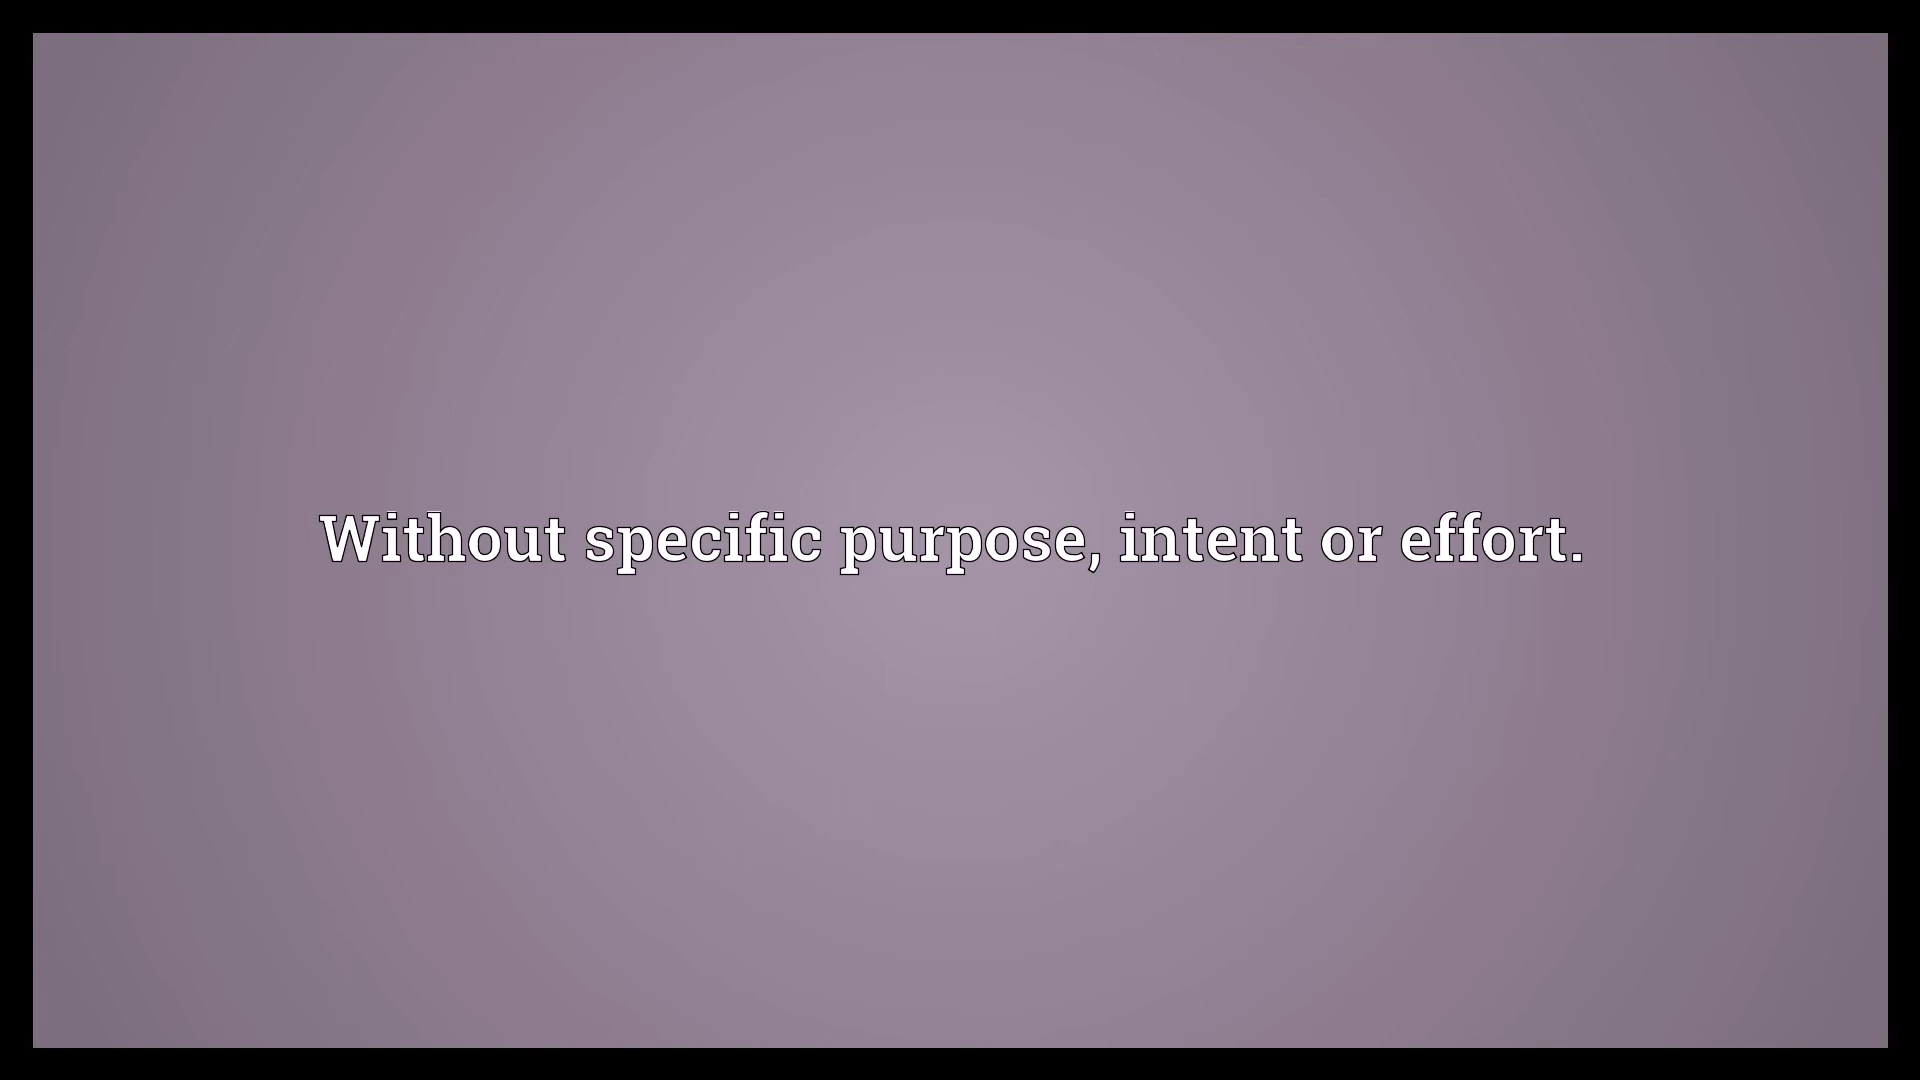 Without specific purpose, intent or effort.